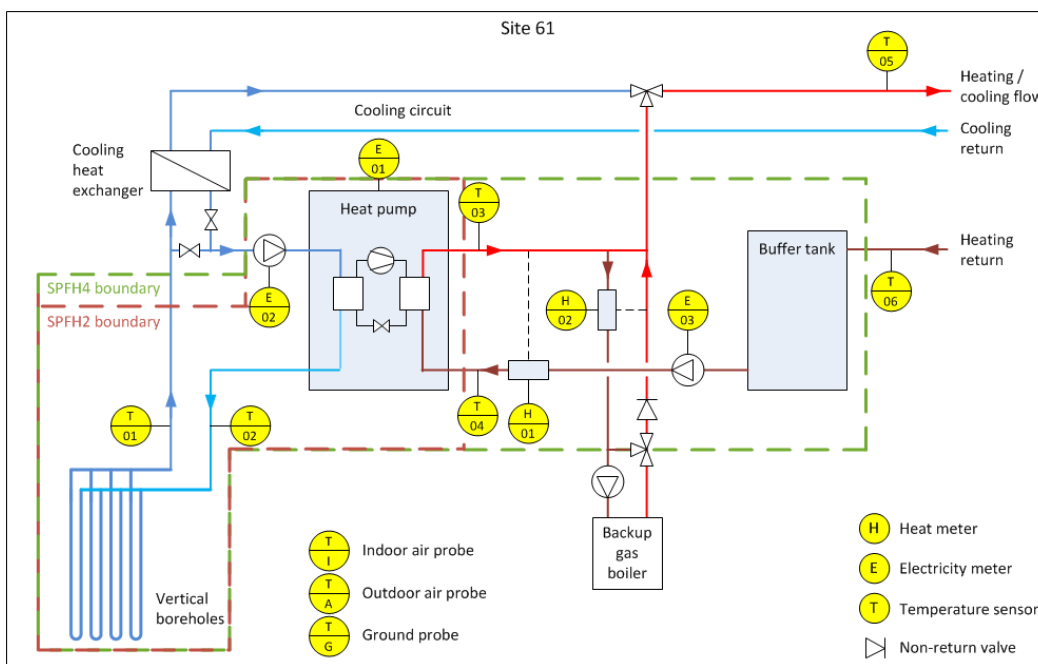 Site 61
T
05
Heating /
cooling flow
Cooling circuit
Cooling
return
Cooling
heat
exchanger
E
01
T
03
Heat pump
Buffer tank
Heating
return
T
06
SPFH4 boundary
SPFH2 boundary
E
02
H
02
E
03
T
04
H
01
T
01
T
02
Backup
gas
boiler
Vertical
boreholes
T
I
Indoor air probe
T
A
Outdoor air probe
T
G
Ground probe
H
Heat meter
E
Electricity meter
T
Temperature sensor
Non-return valve